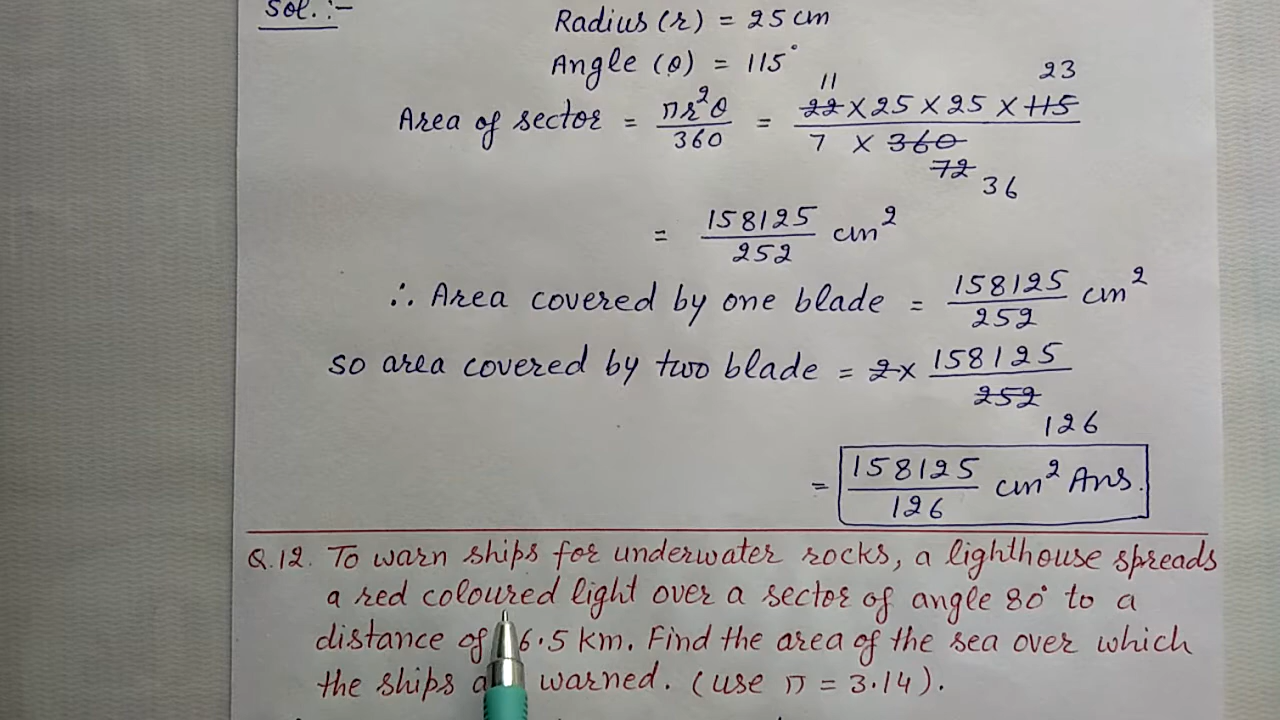 Sol.:-
Radius (r) = 25 cm
Angle (θ) = 115°
Area of sector = πr²θ/360 = 22 × 25 × 25 × 115 / 7 × 360
11 23
72 36
= 158125/252 cm²
∴ Area covered by one blade = 158125/252 cm²
so area covered by two blade = 2 × 158125/252
126
= 158125/126 cm² Ans.
Q.12. To warn ships for underwater rocks, a lighthouse spreads
a red coloured light over a sector of angle 80° to a
distance of 6.5 km. Find the area of the sea over which
the ships warned. (use π = 3.14).